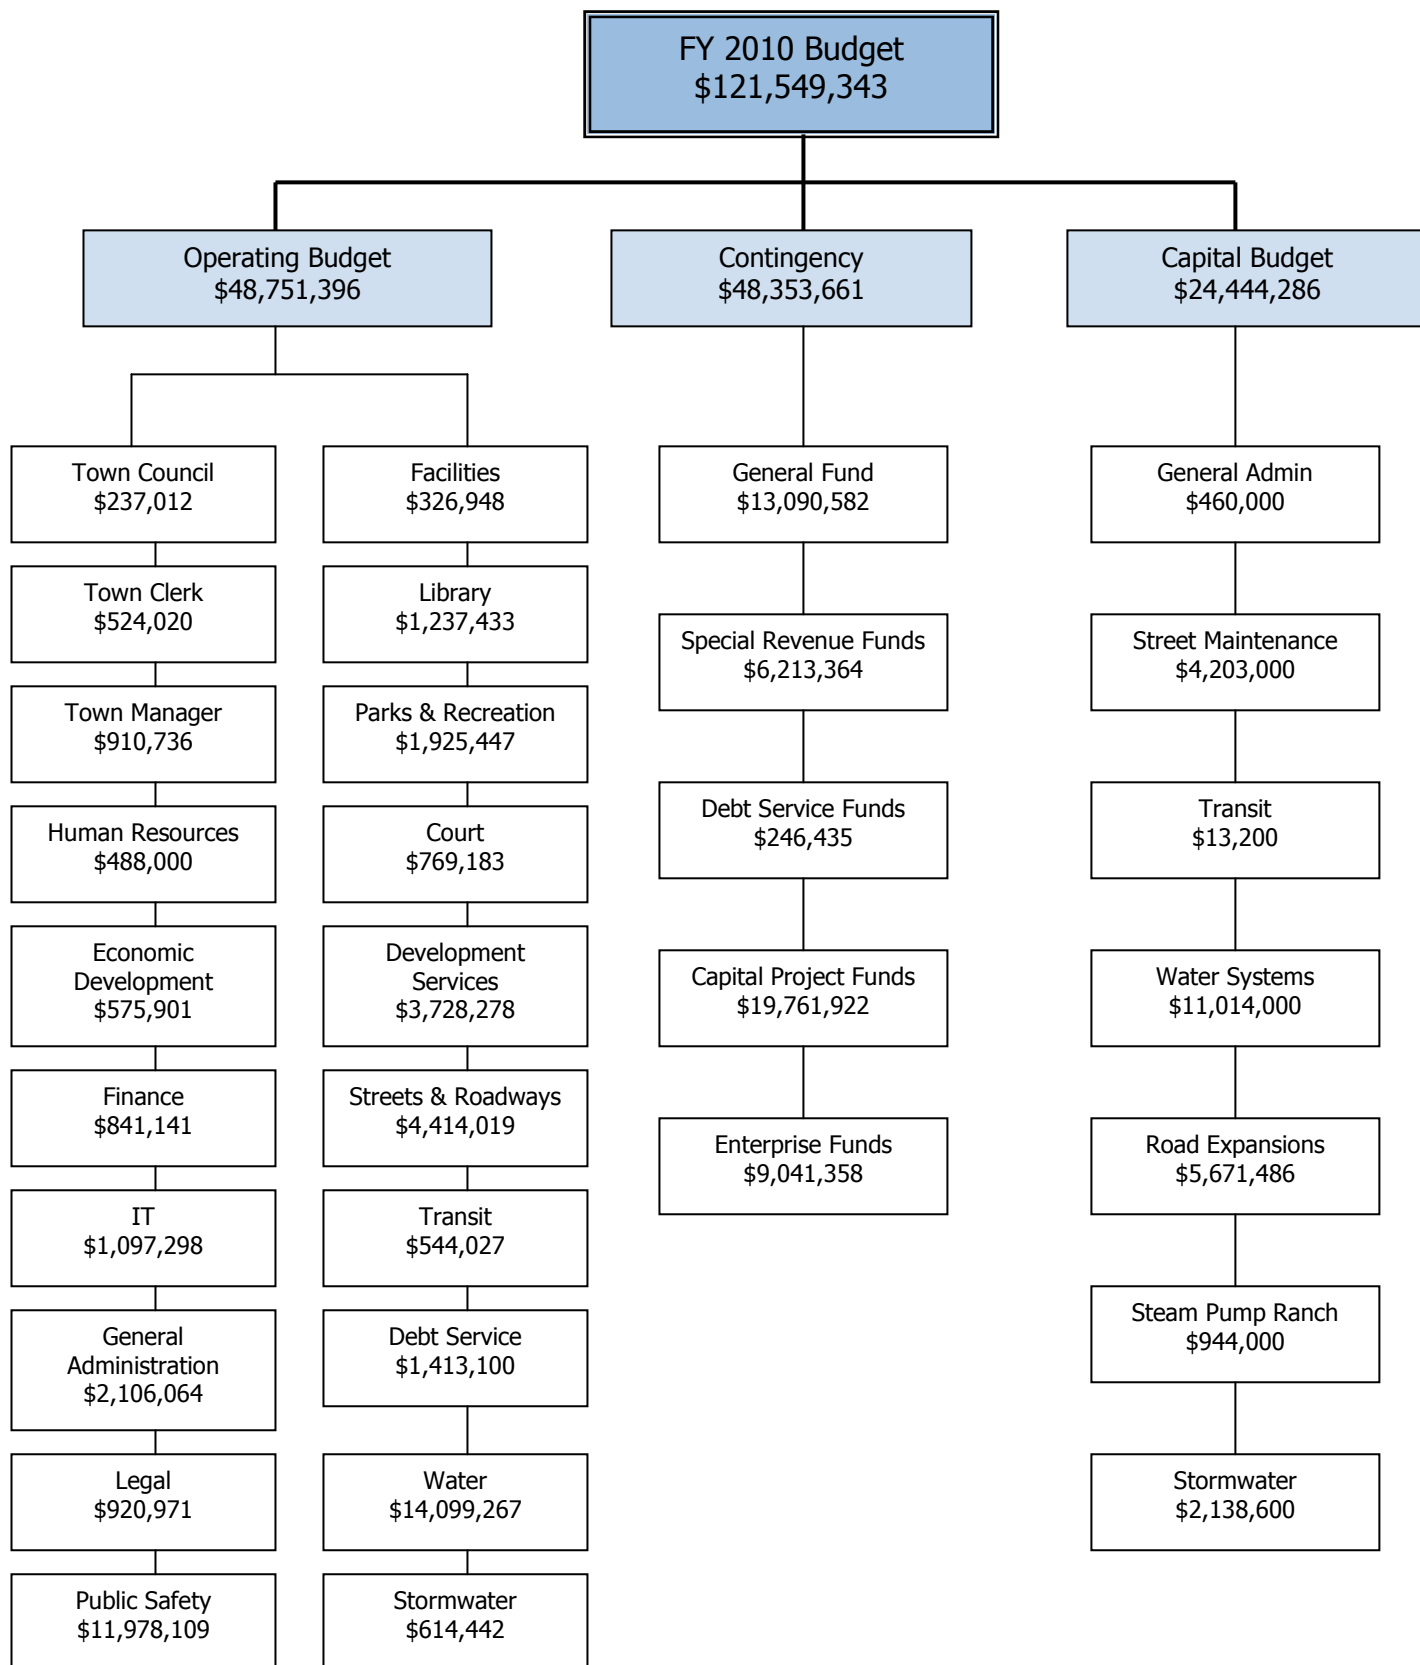 FY 2010 Budget
$121,549,343
Operating Budget
$48,751,396
Contingency
$48,353,661
Capital Budget
$24,444,286
Town Council
$237,012
Town Clerk
$524,020
Town Manager
$910,736
Human Resources
$488,000
Economic
Development
$575,901
Finance
$841,141
IT
$1,097,298
General
Administration
$2,106,064
Legal
$920,971
Public Safety
$11,978,109
Facilities
$326,948
Library
$1,237,433
Parks & Recreation
$1,925,447
Court
$769,183
Development
Services
$3,728,278
Streets & Roadways
$4,414,019
Transit
$544,027
Debt Service
$1,413,100
Water
$14,099,267
Stormwater
$614,442
General Fund
$13,090,582
Special Revenue Funds
$6,213,364
Debt Service Funds
$246,435
Capital Project Funds
$19,761,922
Enterprise Funds
$9,041,358
General Admin
$460,000
Street Maintenance
$4,203,000
Transit
$13,200
Water Systems
$11,014,000
Road Expansions
$5,671,486
Steam Pump Ranch
$944,000
Stormwater
$2,138,600